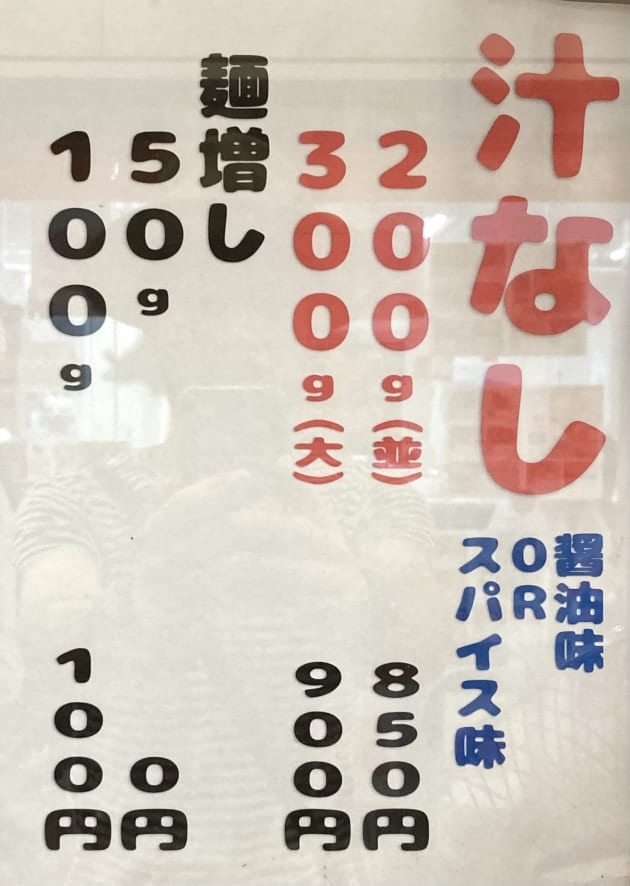 汁なし
醤油味
OR
スパイス味
200g(並) 850円
300g(大) 900円
麺増し
50g 0円
100g 100円